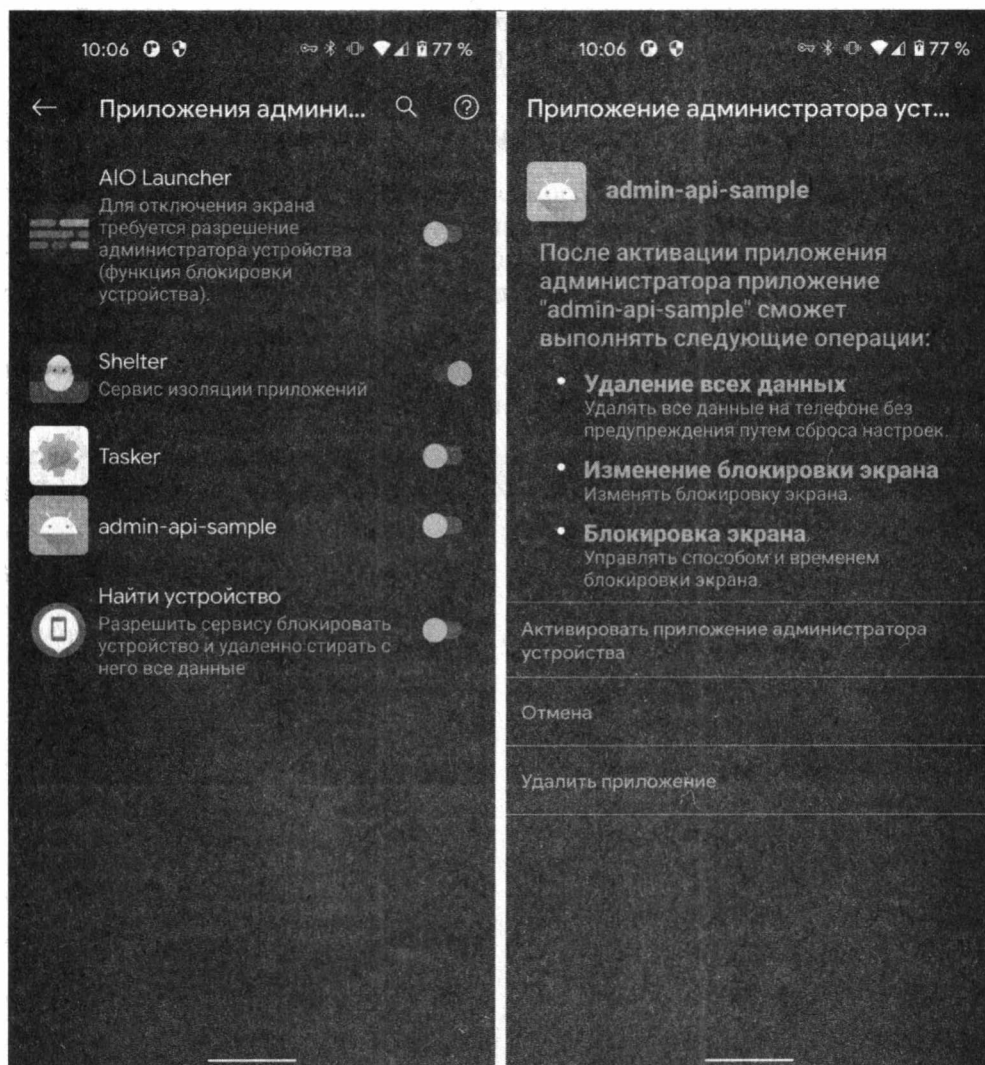 10:06 77 %
Приложения админи...
AIO Launcher
Для отключения экрана
требуется разрешение
администратора устройства
(функция блокировки
устройства).
Shelter
Сервис изоляции приложений
Tasker
admin-api-sample
Найти устройство
Разрешить сервису блокировать
устройство и удаленно стирать с
него все данные
10:06 77 %
Приложение администратора уст...
admin-api-sample
После активации приложения
администратора приложение
"admin-api-sample" сможет
выполнять следующие операции:
• Удаление всех данных
Удалять все данные на телефоне без
предупреждения путем сброса настроек.
• Изменение блокировки экрана
Изменять блокировку экрана.
• Блокировка экрана
Управлять способом и временем
блокировки экрана.
Активировать приложение администратора
устройства
Отмена
Удалить приложение